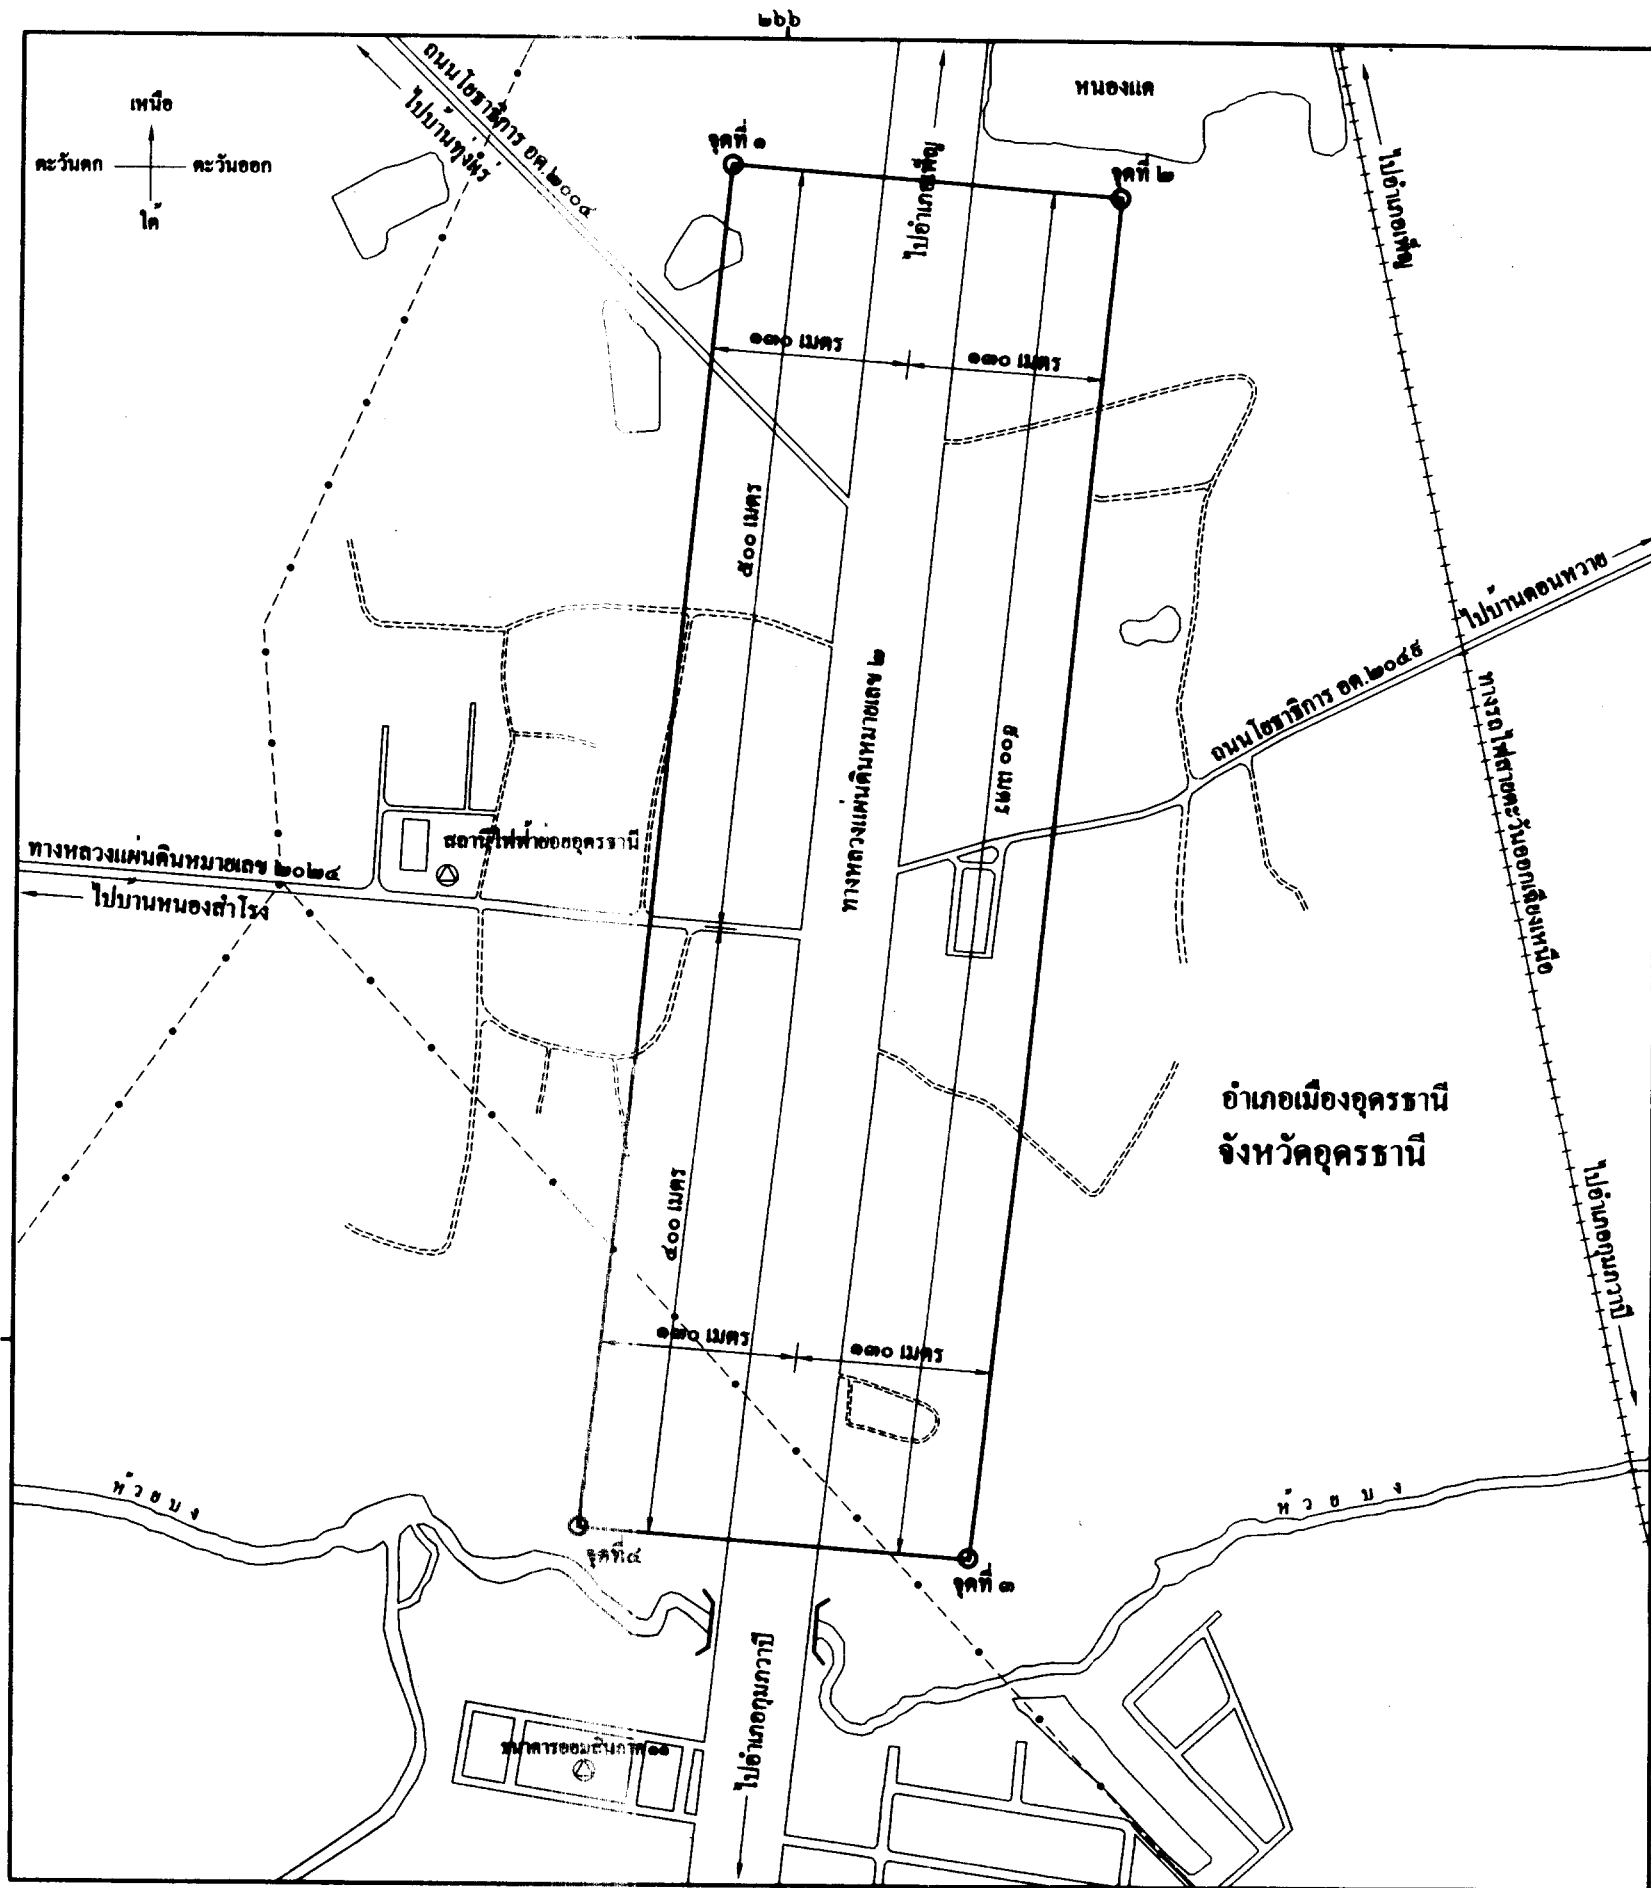 ๒๖๖
เหนือ
ตะวันตก
ตะวันออก
ใต้
ถนนโยธาธิการ อด.๒๐๐๔
ไปบ้านทุ่งแร่
จุดที่ ๑
ไปอำเภอเพ็ญ
หนองแด
จุดที่ ๒
ไปอำเภอเพ็ญ
๑๓๐ เมตร
๑๓๐ เมตร
๕๐๐ เมตร
ทางหลวงแผ่นดินหมายเลข ๒
๙๐๐ เมตร
ไปบ้านดอนหวาย
ถนนโยธาธิการ อด.๒๐๔๕
ทางรถไฟสายตะวันออกเฉียงเหนือ
สถานีไฟฟ้าย่อยอุดรธานี
ทางหลวงแผ่นดินหมายเลข ๒๐๒๔
ไปบ้านหนองสำโรง
อำเภอเมืองอุดรธานี
จังหวัดอุดรธานี
ไปอำเภอกุมภวาปี
๔๐๐ เมตร
๑๓๐ เมตร
๑๓๐ เมตร
ห้วยบง
ห้วยบง
จุดที่ ๔
จุดที่ ๓
ไปอำเภอกุมภวาปี
ธนาคารออมสินภาค ๑๑